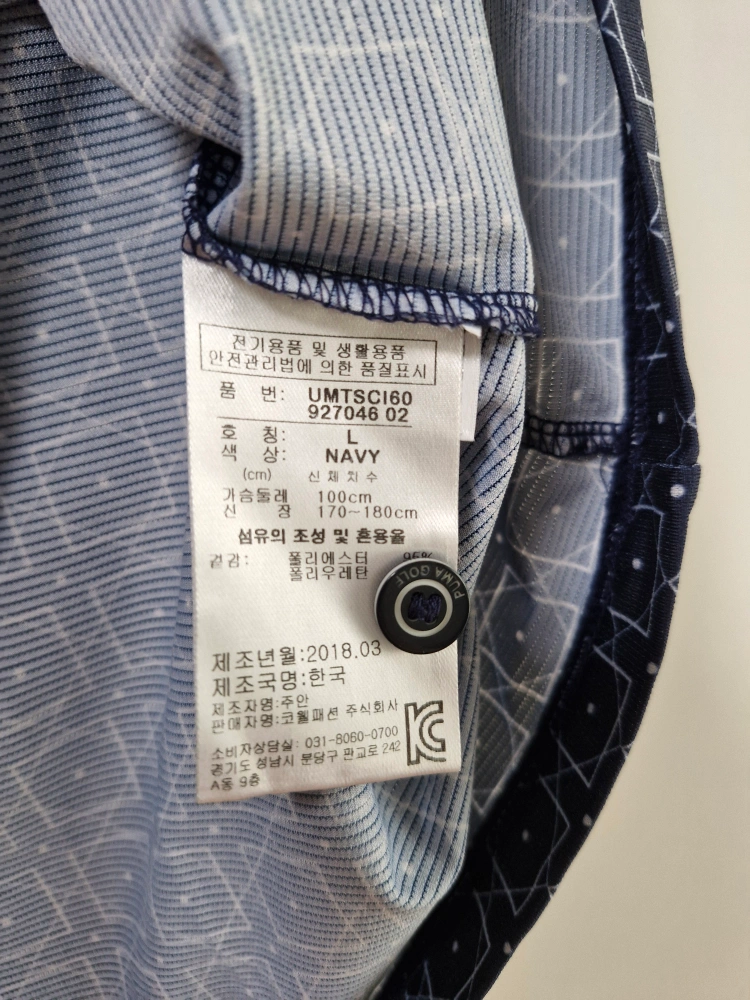 전기용품 및 생활용품
안전관리법에 의한 품질표시
품 번: UMTSCI60
927046 02
호 칭: L
색 상: NAVY
(cm) 신 체 치 수
가슴둘레 100cm
신 장 170~180cm
섬유의 조성 및 혼용율
겉감: 폴리에스터
폴리우레탄
PUMA GOLF
제조년월:2018.03
제조국명:한국
제조자명:주안
판매자명:코웰패션 주식회사
소비자상담실: 031-8060-0700
경기도 성남시 분당구 판교로 242
A동 9층